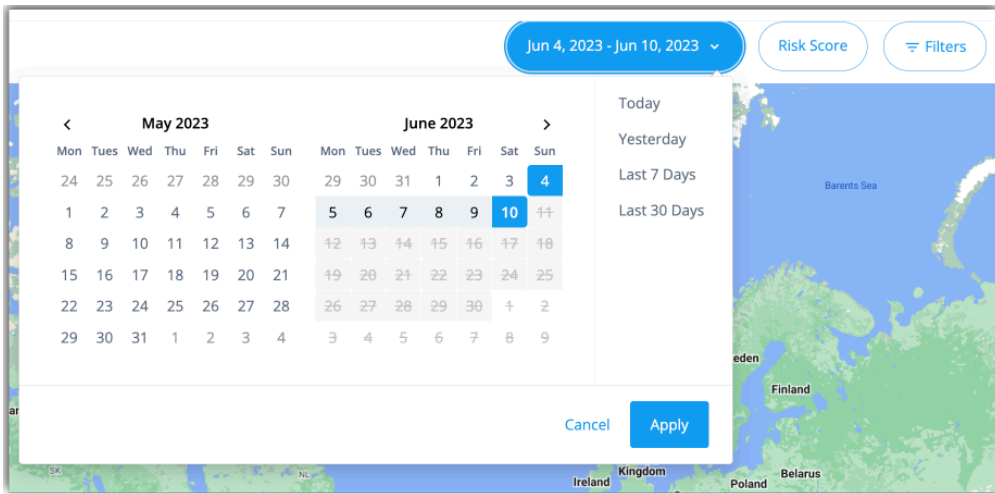 Jun 4, 2023 - Jun 10, 2023
Risk Score
Filters
May 2023
Mon Tues Wed Thu Fri Sat Sun
24 25 26 27 28 29 30
1 2 3 4 5 6 7
8 9 10 11 12 13 14
15 16 17 18 19 20 21
22 23 24 25 26 27 28
29 30 31 1 2 3 4
June 2023
Mon Tues Wed Thu Fri Sat Sun
29 30 31 1 2 3 4
5 6 7 8 9 10 11
12 13 14 15 16 17 18
19 20 21 22 23 24 25
26 27 28 29 30 1 2
3 4 5 6 7 8 9
Today
Yesterday
Last 7 Days
Last 30 Days
Cancel
Apply
Barents Sea
eden
Finland
ar
SK
NL
Kingdom
Ireland
Poland
Belarus